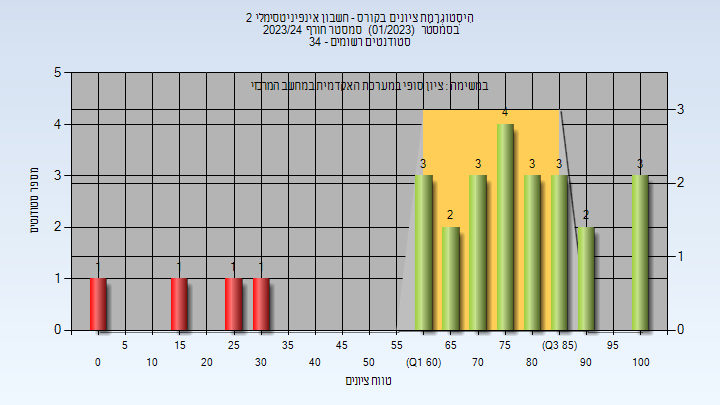 היסטוגרמת ציונים בקורס - חשבון אינפיניטסימלי 2
בסמסטר (01/2023) סמסטר חורף 2023/24
סטודנטים רשומים - 34
במשימה : ציון סופי במערכת האקדמית במחשב המרכזי
מספר סטודנטים
5
4
3
2
1
0
3
2
1
0
1
1
1
1
3
2
3
4
3
3
2
3
5 15 25 35 45 55 65 75 (Q3 85) 95
0 10 20 30 40 50 (Q1 60) 70 80 90 100
טווח ציונים